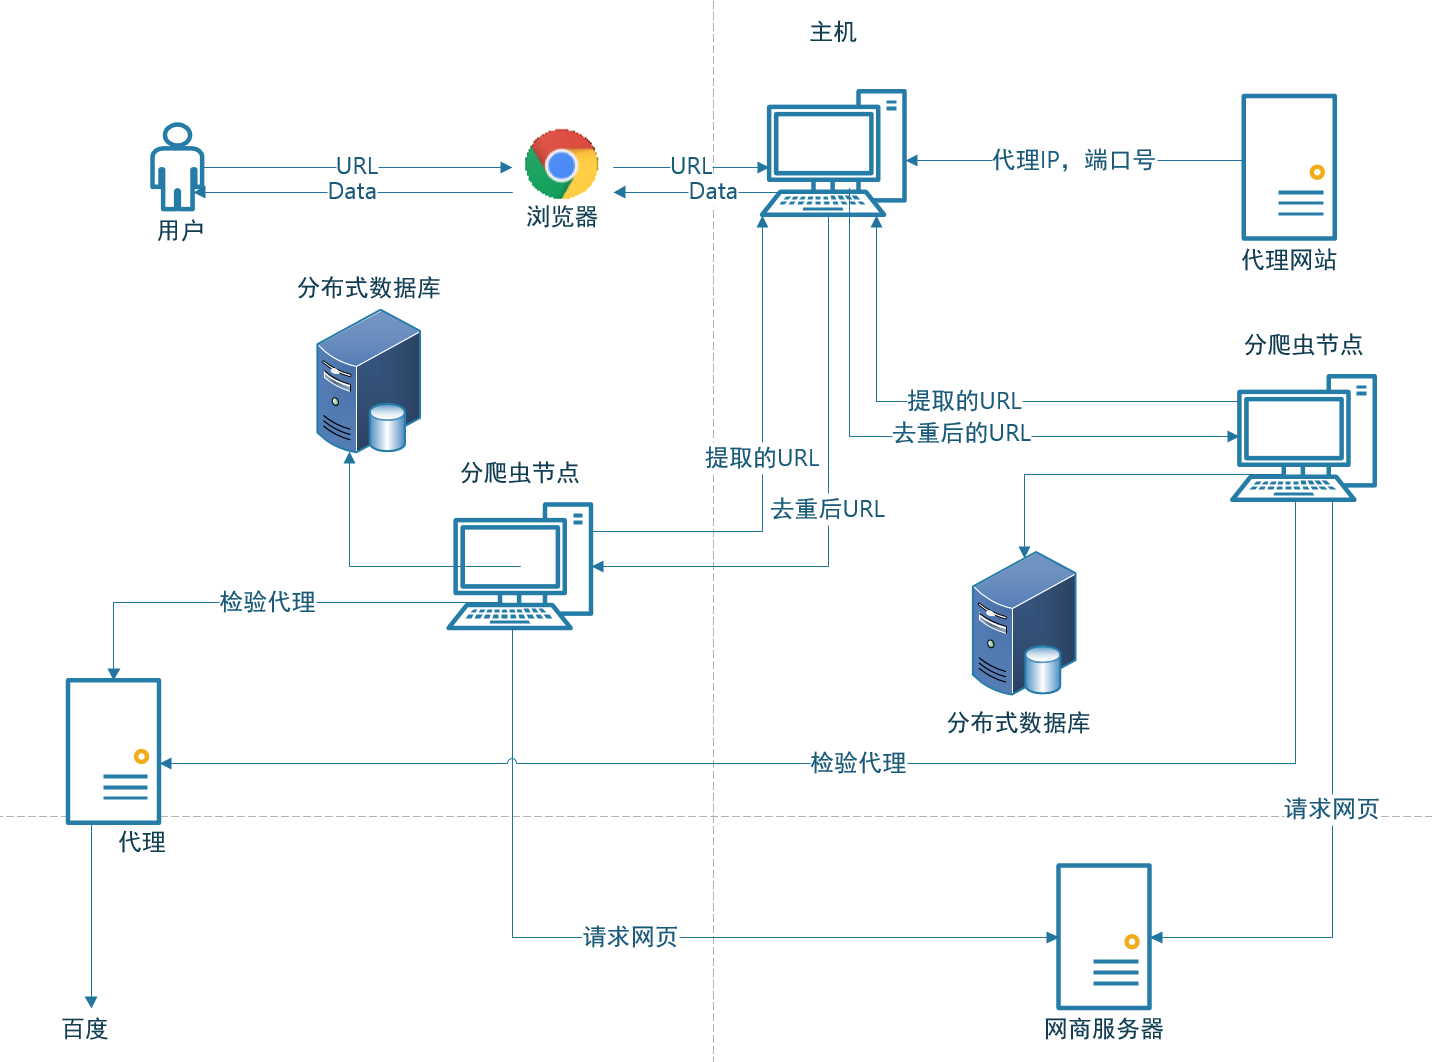 主机
URL
Data
用户
浏览器
URL
Data
代理IP，端口号
代理网站
分布式数据库
分爬虫节点
提取的URL
去重后的URL
提取的URL
分爬虫节点
去重后URL
检验代理
分布式数据库
检验代理
请求网页
代理
请求网页
百度
网商服务器